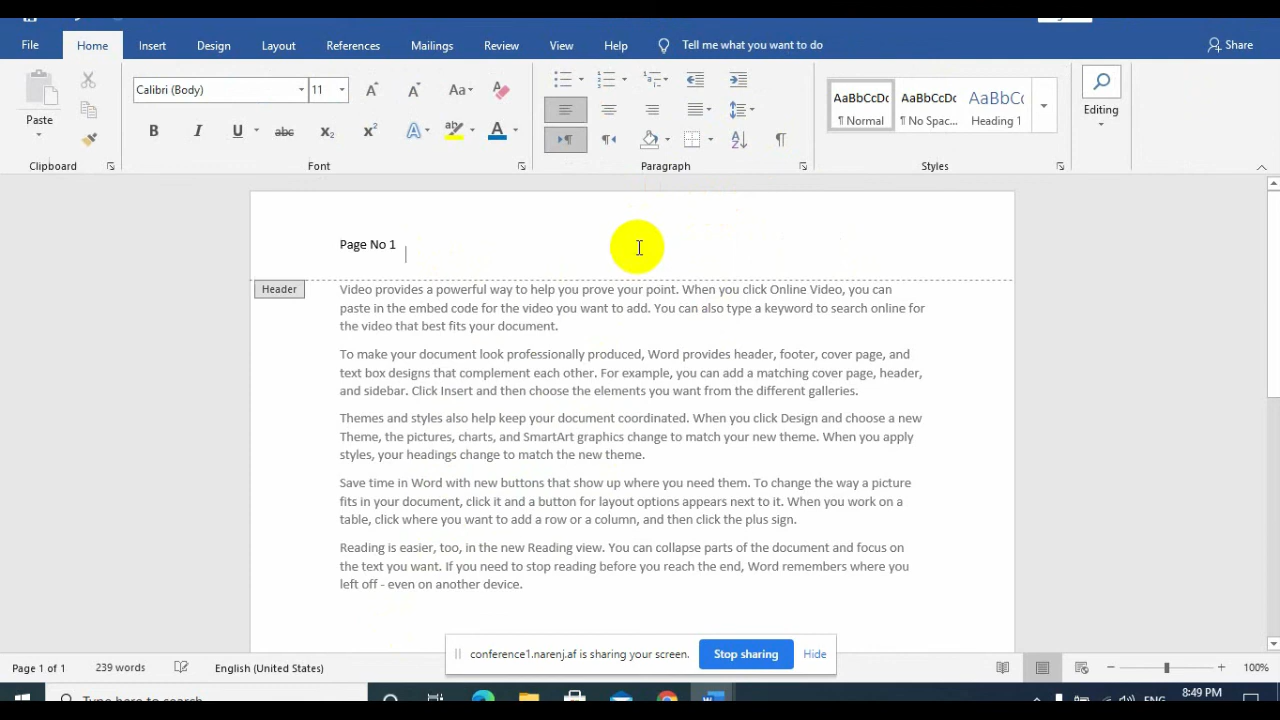 File Home Insert Design Layout References Mailings Review View Help Tell me what you want to do Share
Calibri (Body) 11 Aa
AaBbCcDc AaBbCcDc AaBbCc
Paste B I U abc x₂ x² A A ¶ Normal ¶ No Spac... Heading 1 Editing
Clipboard Font Paragraph Styles
Page No 1
Header
Video provides a powerful way to help you prove your point. When you click Online Video, you can
paste in the embed code for the video you want to add. You can also type a keyword to search online for
the video that best fits your document.
To make your document look professionally produced, Word provides header, footer, cover page, and
text box designs that complement each other. For example, you can add a matching cover page, header,
and sidebar. Click Insert and then choose the elements you want from the different galleries.
Themes and styles also help keep your document coordinated. When you click Design and choose a new
Theme, the pictures, charts, and SmartArt graphics change to match your new theme. When you apply
styles, your headings change to match the new theme.
Save time in Word with new buttons that show up where you need them. To change the way a picture
fits in your document, click it and a button for layout options appears next to it. When you work on a
table, click where you want to add a row or a column, and then click the plus sign.
Reading is easier, too, in the new Reading view. You can collapse parts of the document and focus on
the text you want. If you need to stop reading before you reach the end, Word remembers where you
left off - even on another device.
conference1.narenj.af is sharing your screen. Stop sharing Hide
Page 1 of 1 239 words English (United States) 100%
Type here to search ENG 8:49 PM